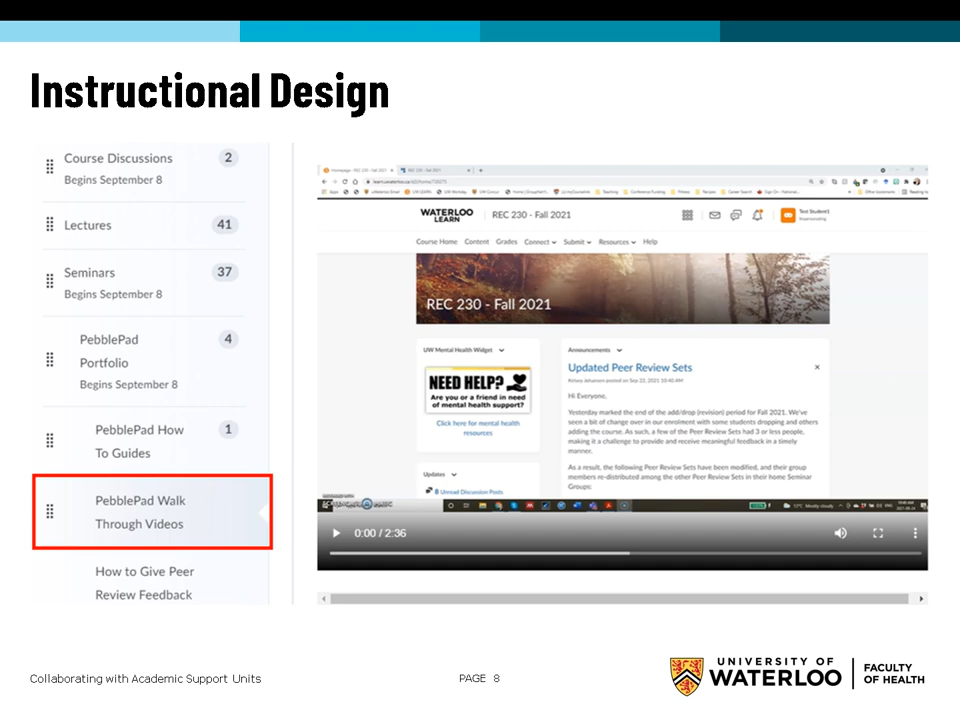 Instructional Design
Course Discussions 2
Begins September 8
Lectures 41
Seminars 37
Begins September 8
PebblePad 4
Portfolio
Begins September 8
PebblePad How 1
To Guides
PebblePad Walk
Through Videos
How to Give Peer
Review Feedback
WATERLOO
LEARN
REC 230 - Fall 2021
Test Student1
Course Home Content Grades Connect Submit Resources Help
REC 230 - Fall 2021
UW Mental Health Widget
NEED HELP?
Are you or a friend in need
of mental health support?
Click here for mental health
resources
Updates
8 Unread Discussion Posts
Announcements
Updated Peer Review Sets
Hi Everyone,
Yesterday marked the end of the add/drop (revision) period for Fall 2021. We've
seen a bit of change over in our enrolment with some students dropping and others
adding the course. As such, a few of the Peer Review Sets had 3 or less people,
making it a challenge to provide and receive meaningful feedback in a timely
manner.
As a result, the following Peer Review Sets have been modified, and their group
members re-distributed among the other Peer Review Sets in their home Seminar
Groups:
0:00 / 2:36
Collaborating with Academic Support Units
PAGE 8
UNIVERSITY OF
WATERLOO
FACULTY
OF HEALTH